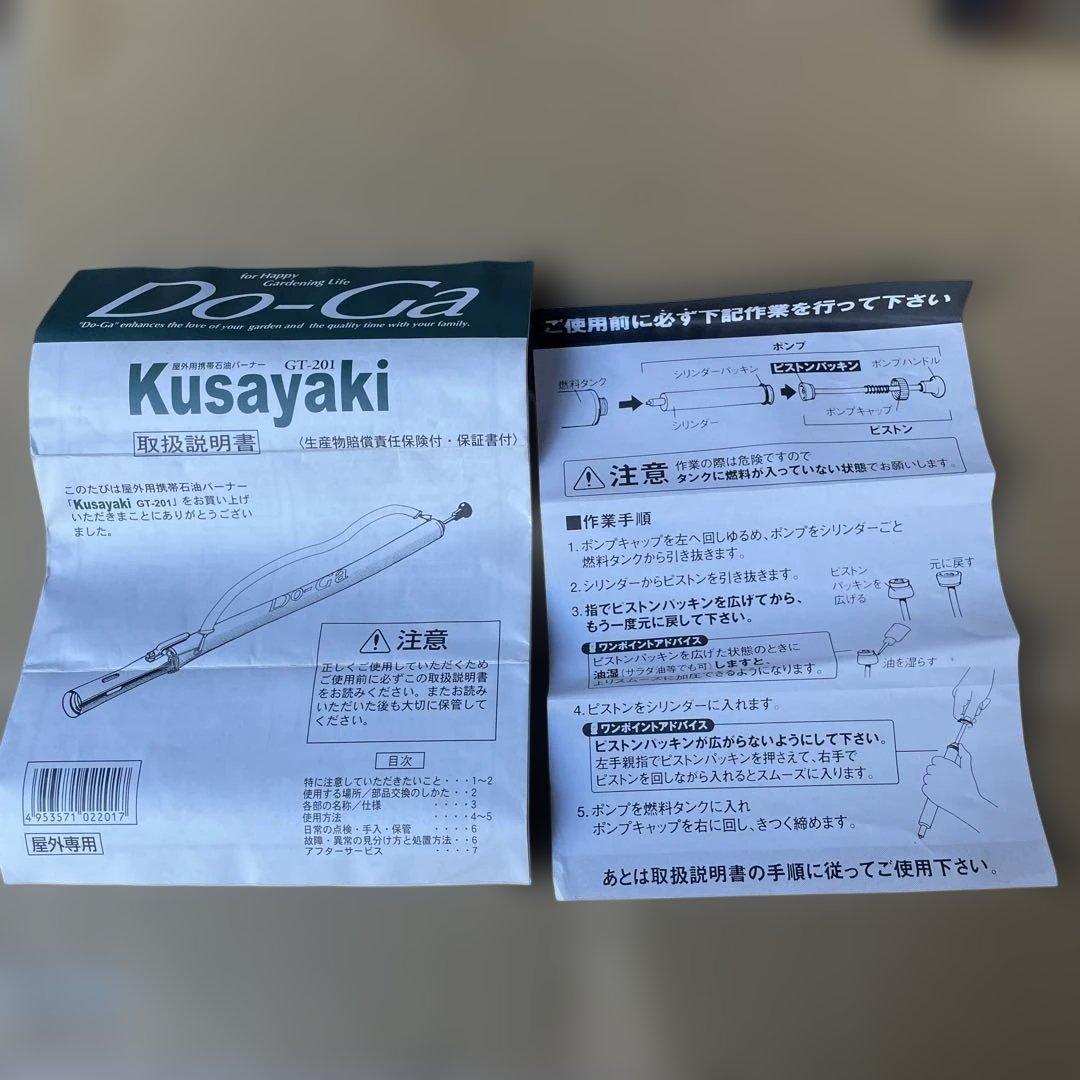 for Happy
Gardening Life
Do-Ga
"Do-Ga" enhances the love of your garden and the quality time with your family.
屋外用携帯石油バーナー GT-201
Kusayaki
取扱説明書 〈生産物賠償責任保険付・保証書付〉
このたびは屋外用携帯石油バーナー
「Kusayaki GT-201」をお買い上げ
いただきまことにありがとうござい
ました。
Do-Ga
注意
正しくご使用していただくため
ご使用前に必ずこの取扱説明書
をお読みください。またお読み
いただいた後も大切に保管して
ください。
目次
特に注意していただきたいこと・・・1〜2
使用する場所／部品交換のしかた・・2
各部の名称／仕様 ・・・・3
使用方法 ・・・・4〜5
日常の点検・手入・保管 ・・・・6
故障・異常の見分け方と処置方法・・6
アフターサービス ・・・・7
4 953571 022017
屋外専用
ご使用前に必ず下記作業を行って下さい
ポンプ
燃料タンク
シリンダーパッキン
ピストンパッキン
ポンプハンドル
シリンダー
ポンプキャップ
ピストン
注意 作業の際は危険ですので
タンクに燃料が入っていない状態でお願いします。
■作業手順
1. ポンプキャップを左へ回しゆるめ、ポンプをシリンダーごと
燃料タンクから引き抜きます。
2. シリンダーからピストンを引き抜きます。
3. 指でピストンパッキンを広げてから、
もう一度元に戻して下さい。
ピストン
パッキンを
広げる
元に戻す
ワンポイントアドバイス
ピストンパッキンを広げた状態のときに
油湿(サラダ油等でも可)しますと、
よりスムーズに加圧できるようになります。
油を湿らす
4. ピストンをシリンダーに入れます。
ワンポイントアドバイス
ピストンパッキンが広がらないようにして下さい。
左手親指でピストンパッキンを押さえて、右手で
ピストンを回しながら入れるとスムーズに入ります。
5. ポンプを燃料タンクに入れ
ポンプキャップを右に回し、きつく締めます。
あとは取扱説明書の手順に従ってご使用下さい。